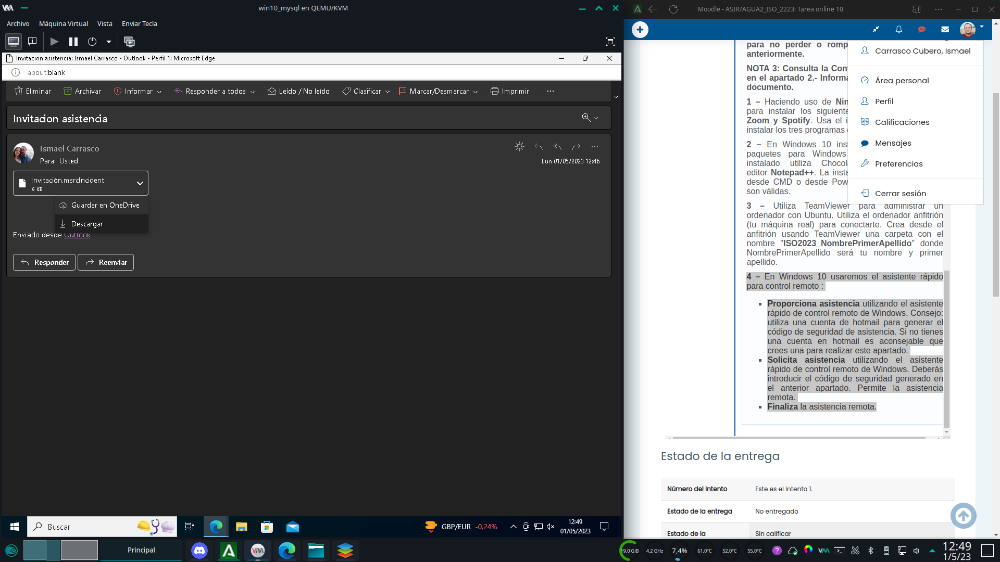 win10_mysql en QEMU/KVM
Archivo
Máquina Virtual
Vista
Enviar Tecla
Invitacion asistencia: Ismael Carrasco - Outlook - Perfil 1: Microsoft Edge
about:blank
Eliminar
Archivar
Informar
Responder a todos
Leído / No leído
Clasificar
Marcar/Desmarcar
Imprimir
Invitacion asistencia
Ismael Carrasco
Para: Usted
Lun 01/05/2023 12:46
Invitación.msrcIncident
6 KB
Guardar en OneDrive
Descargar
Enviado desde Outlook
Responder
Reenviar
Buscar
GBP/EUR -0,24%
12:49
01/05/2023
Moodle - ASIR/AGUA2_ISO_2223: Tarea online 10
para no perder o romp
anteriormente.
NOTA 3: Consulta la Con
en el apartado 2.- Informa
documento.
1 – Haciendo uso de Nin
para instalar los siguiente
Zoom y Spotify. Usa el i
instalar los tres programas
2 – En Windows 10 inst
paquetes para Windows
instalado utiliza Chocol
editor Notepad++. La insta
desde CMD o desde Pow
son válidas.
Carrasco Cubero, Ismael
Área personal
Perfil
Calificaciones
Mensajes
Preferencias
Cerrar sesión
3 – Utiliza TeamViewer para administrar un
ordenador con Ubuntu. Utiliza el ordenador anfitrión
(tu máquina real) para conectarte. Crea desde el
anfitrión usando TeamViewer una carpeta con el
nombre "ISO2023_NombrePrimerApellido" donde
NombrePrimerApellido será tu nombre y primer
apellido.
4 – En Windows 10 usaremos el asistente rápido
para control remoto :
Proporciona asistencia utilizando el asistente
rápido de control remoto de Windows. Consejo:
utiliza una cuenta de hotmail para generar el
código de seguridad de asistencia. Si no tienes
una cuenta en hotmail es aconsejable que
crees una para realizar este apartado.
Solicita asistencia utilizando el asistente
rápido de control remoto de Windows. Deberás
introducir el código de seguridad generado en
el anterior apartado. Permite la asistencia
remota.
Finaliza la asistencia remota.
Estado de la entrega
Número del intento
Este es el intento 1.
Estado de la entrega
No entregado
Estado de la
Sin calificar
Principal
19,0 GiB
4,2 GHz
7,4%
61,0°C
52,0°C
55,0°C
12:49
1/5/23